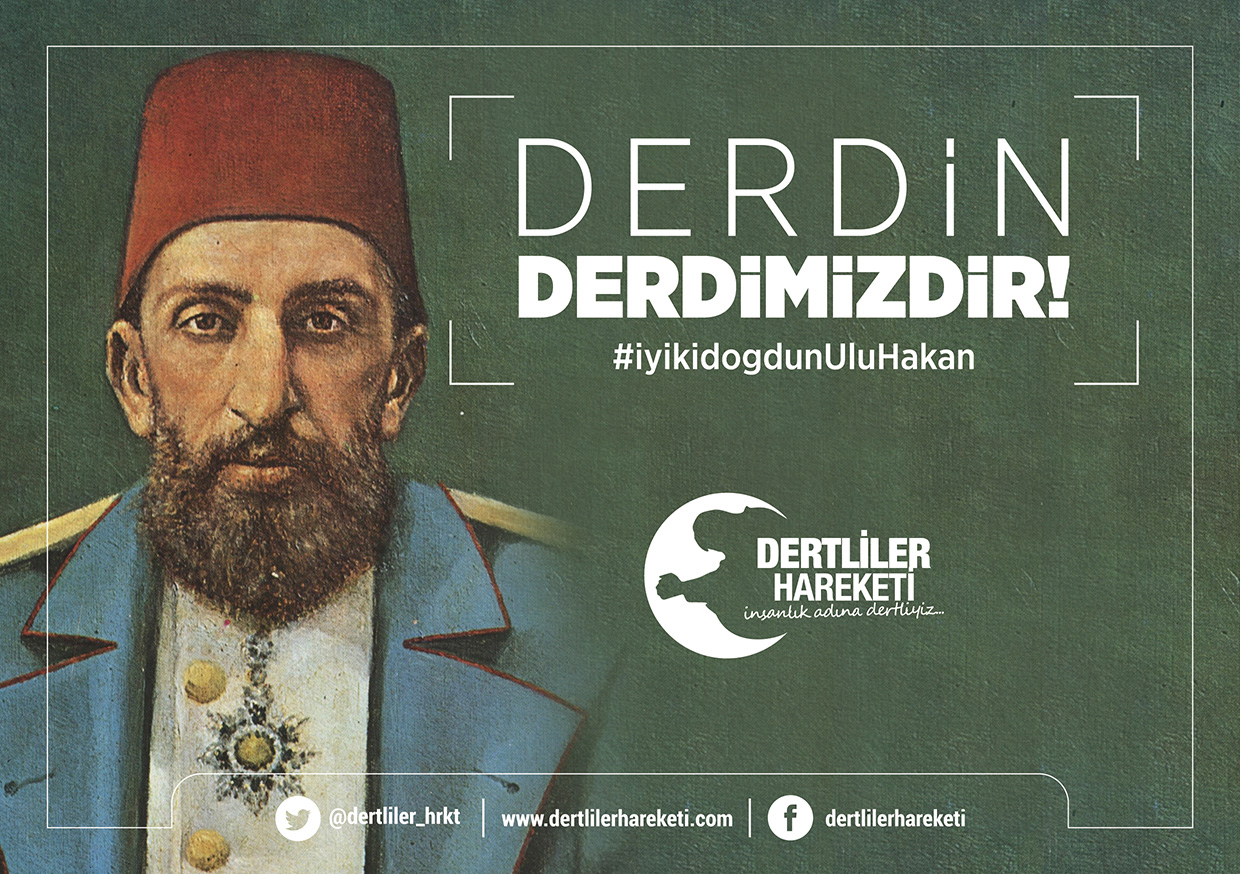 DERDİN
DERDİMİZDİR!
#iyikidogdunUluHakan
DERTLİLER
HAREKETİ
insanlık adına dertliyiz...
@dertliler_hrkt | www.dertlilerhareketi.com | dertlilerhareketi